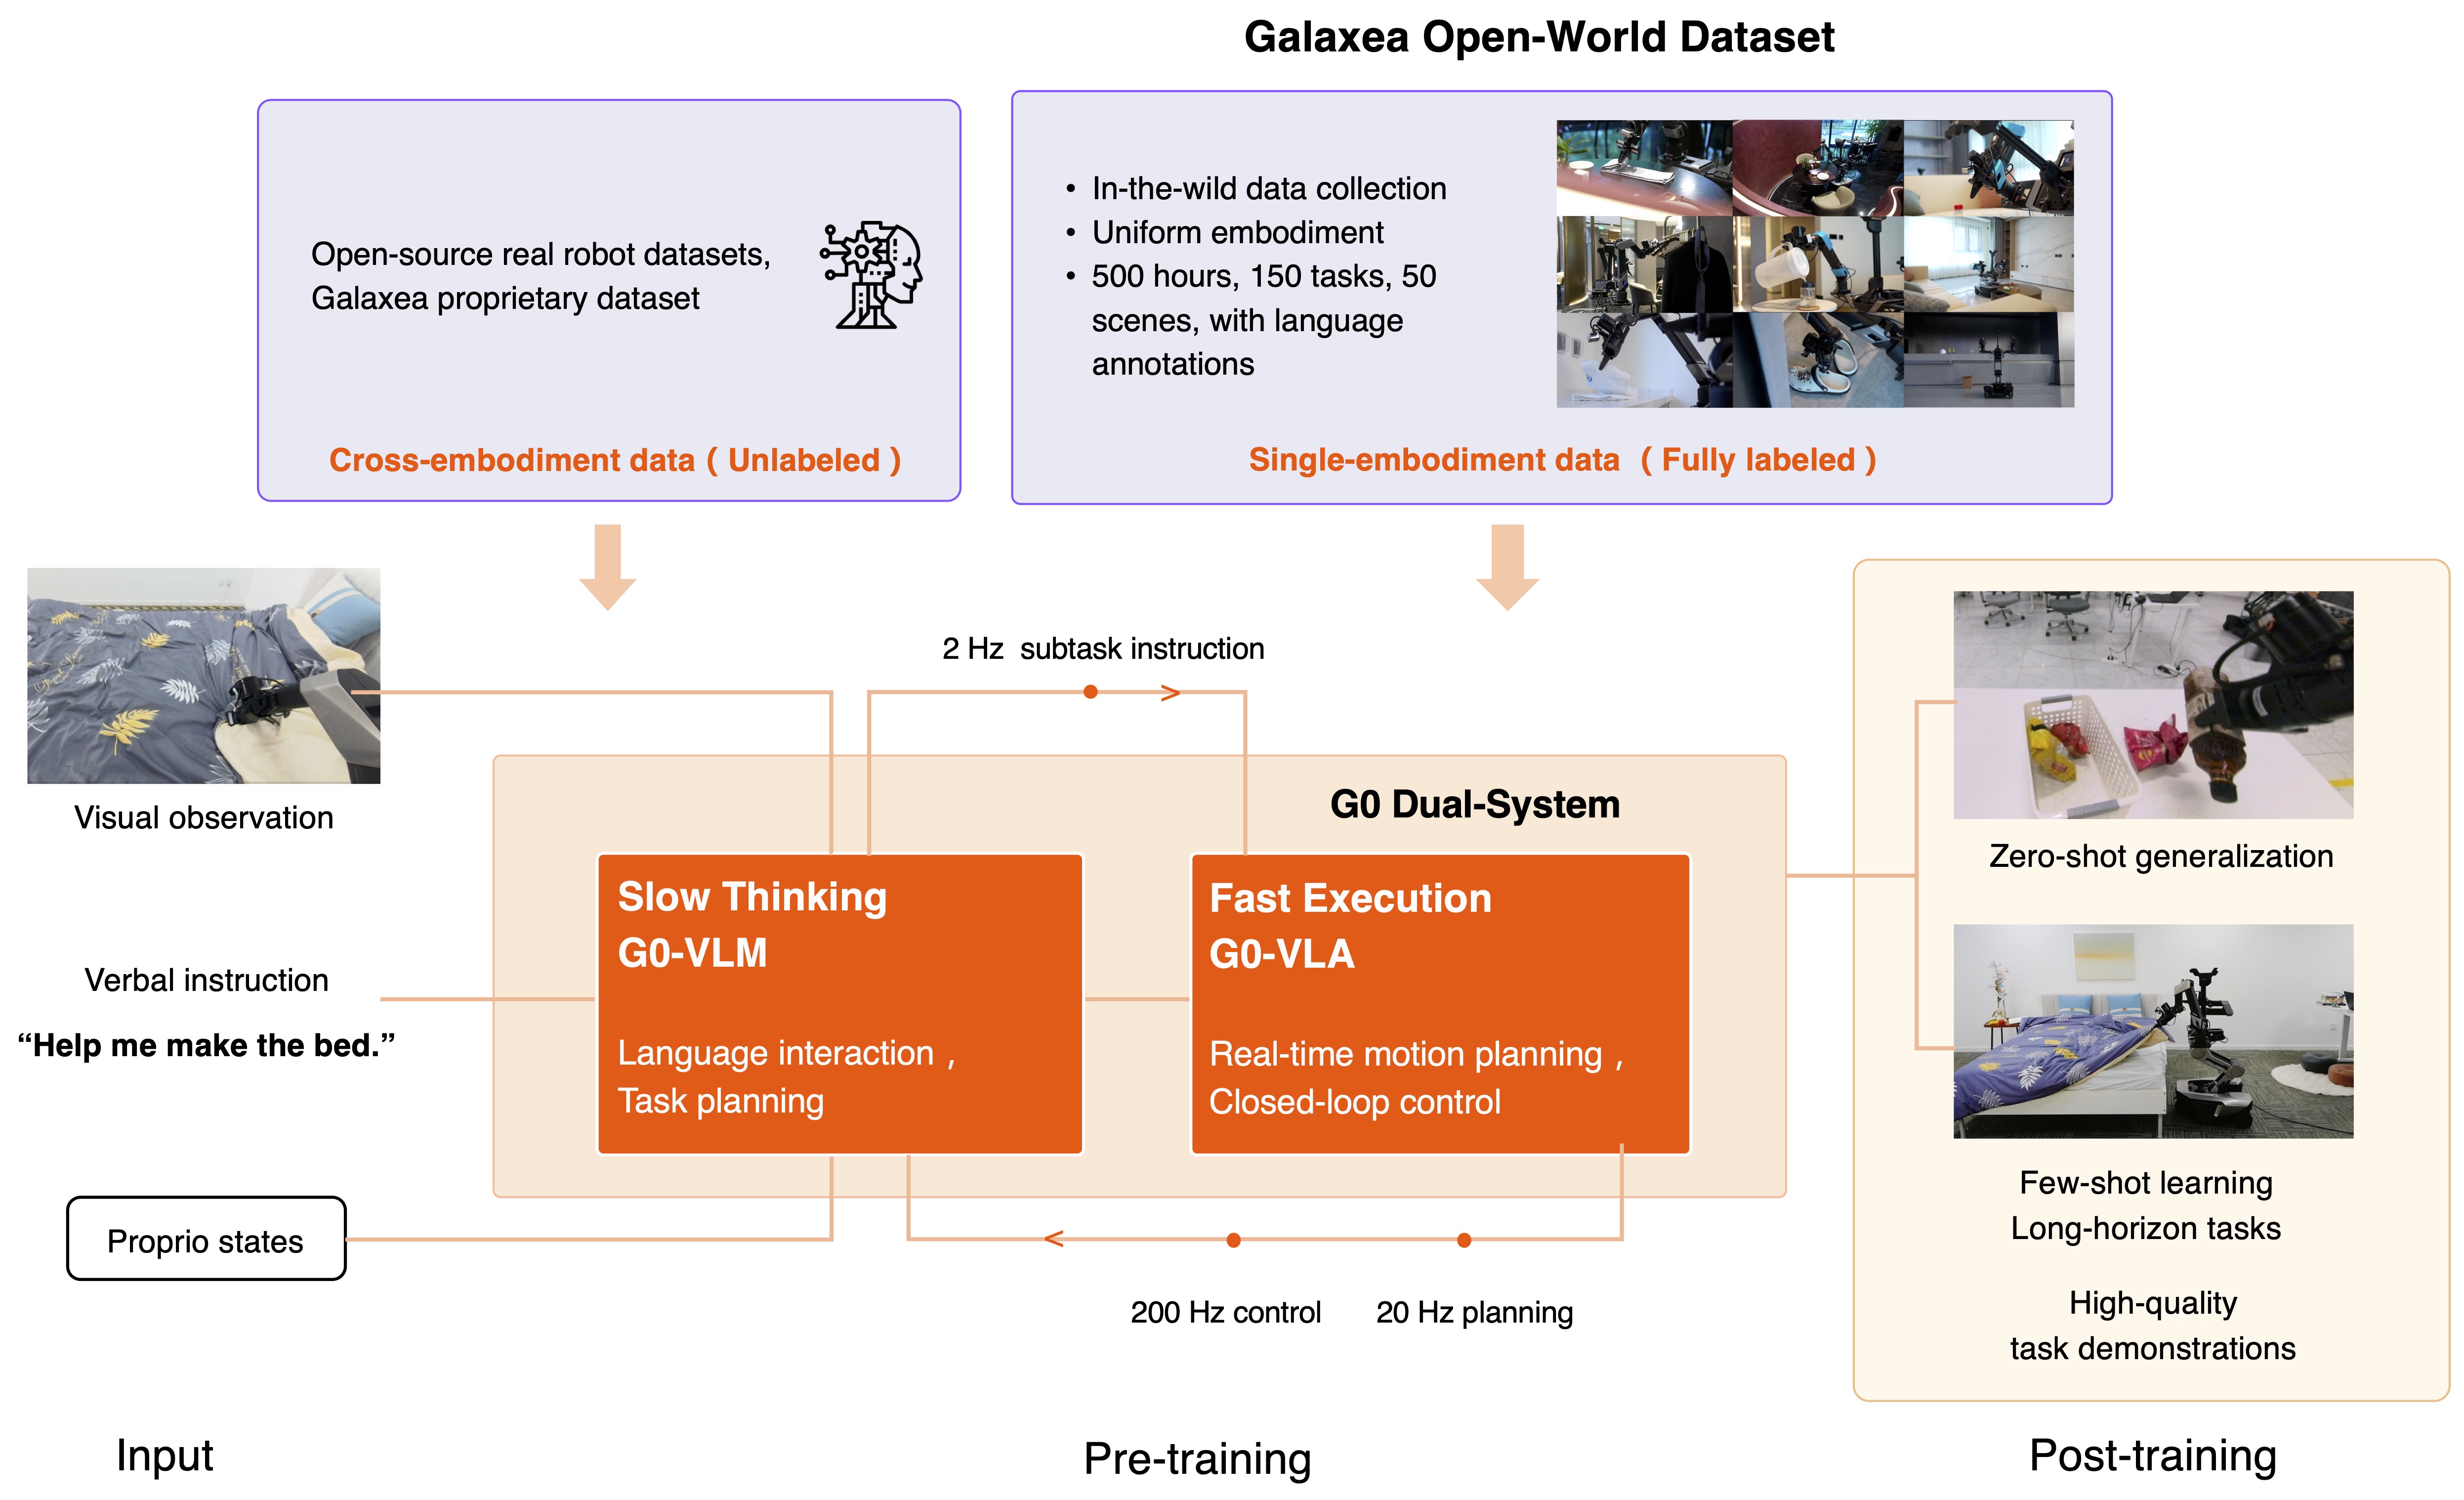 Galaxea Open-World Dataset
Open-source real robot datasets,
Galaxea proprietary dataset
Cross-embodiment data ( Unlabeled )
• In-the-wild data collection
• Uniform embodiment
• 500 hours, 150 tasks, 50
scenes, with language
annotations
Single-embodiment data ( Fully labeled )
Visual observation
Verbal instruction
“Help me make the bed.”
Proprio states
2 Hz subtask instruction
G0 Dual-System
Slow Thinking
G0-VLM
Language interaction ,
Task planning
Fast Execution
G0-VLA
Real-time motion planning ,
Closed-loop control
200 Hz control
20 Hz planning
Zero-shot generalization
Few-shot learning
Long-horizon tasks
High-quality
task demonstrations
Input
Pre-training
Post-training